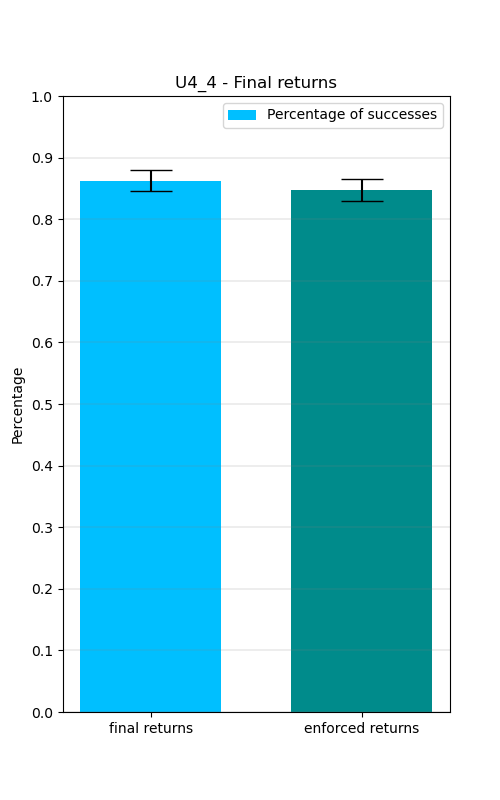 U4_4 - Final returns
Percentage of successes
1.0
0.9
0.8
0.7
0.6
0.5
0.4
0.3
0.2
0.1
0.0
Percentage
final returns
enforced returns